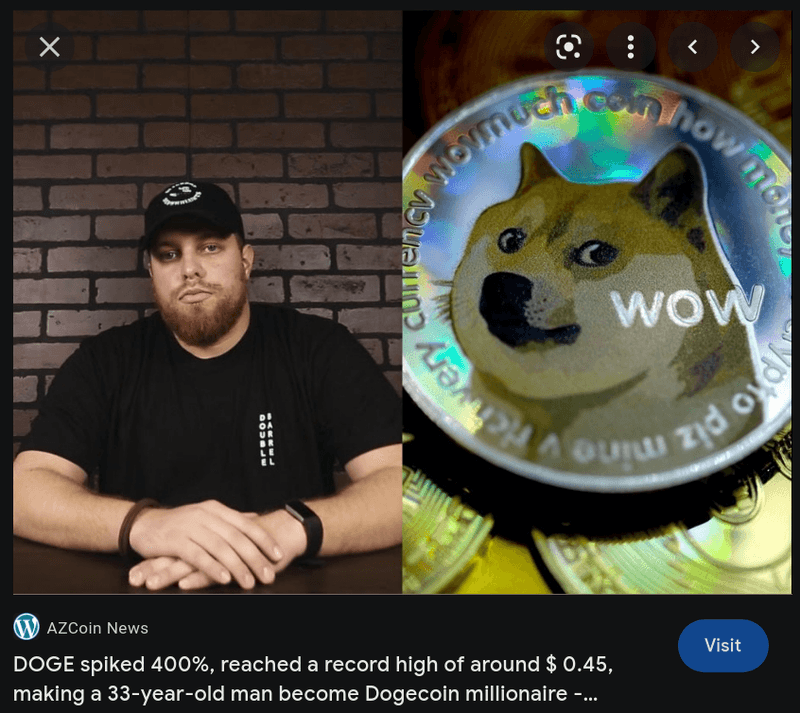 DOUBLE
BARREL
wow much coin how money
crypto plz mine v rich very currency
wow
AZCoin News
Visit
DOGE spiked 400%, reached a record high of around $ 0.45,
making a 33-year-old man become Dogecoin millionaire -...